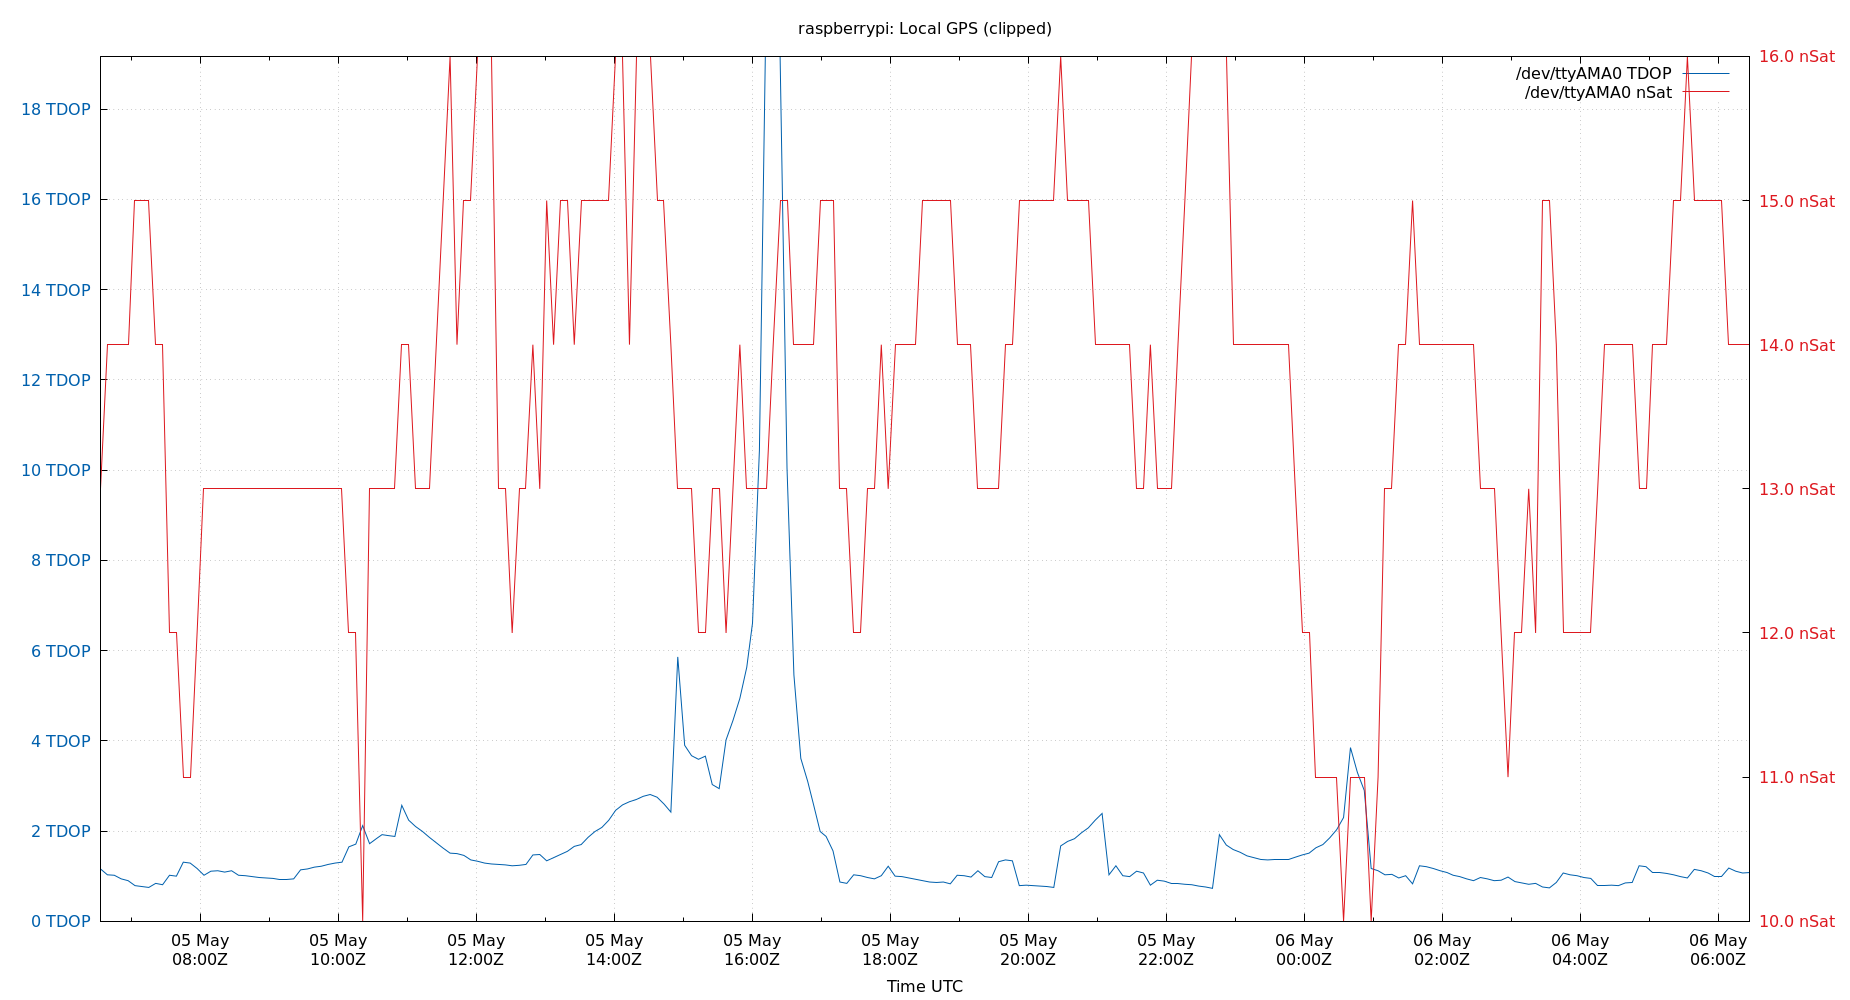 raspberrypi: Local GPS (clipped)
/dev/ttyAMA0 TDOP
/dev/ttyAMA0 nSat
18 TDOP
16 TDOP
14 TDOP
12 TDOP
10 TDOP
8 TDOP
6 TDOP
4 TDOP
2 TDOP
0 TDOP
16.0 nSat
15.0 nSat
14.0 nSat
13.0 nSat
12.0 nSat
11.0 nSat
10.0 nSat
05 May
08:00Z
05 May
10:00Z
05 May
12:00Z
05 May
14:00Z
05 May
16:00Z
05 May
18:00Z
05 May
20:00Z
05 May
22:00Z
06 May
00:00Z
06 May
02:00Z
06 May
04:00Z
06 May
06:00Z
Time UTC